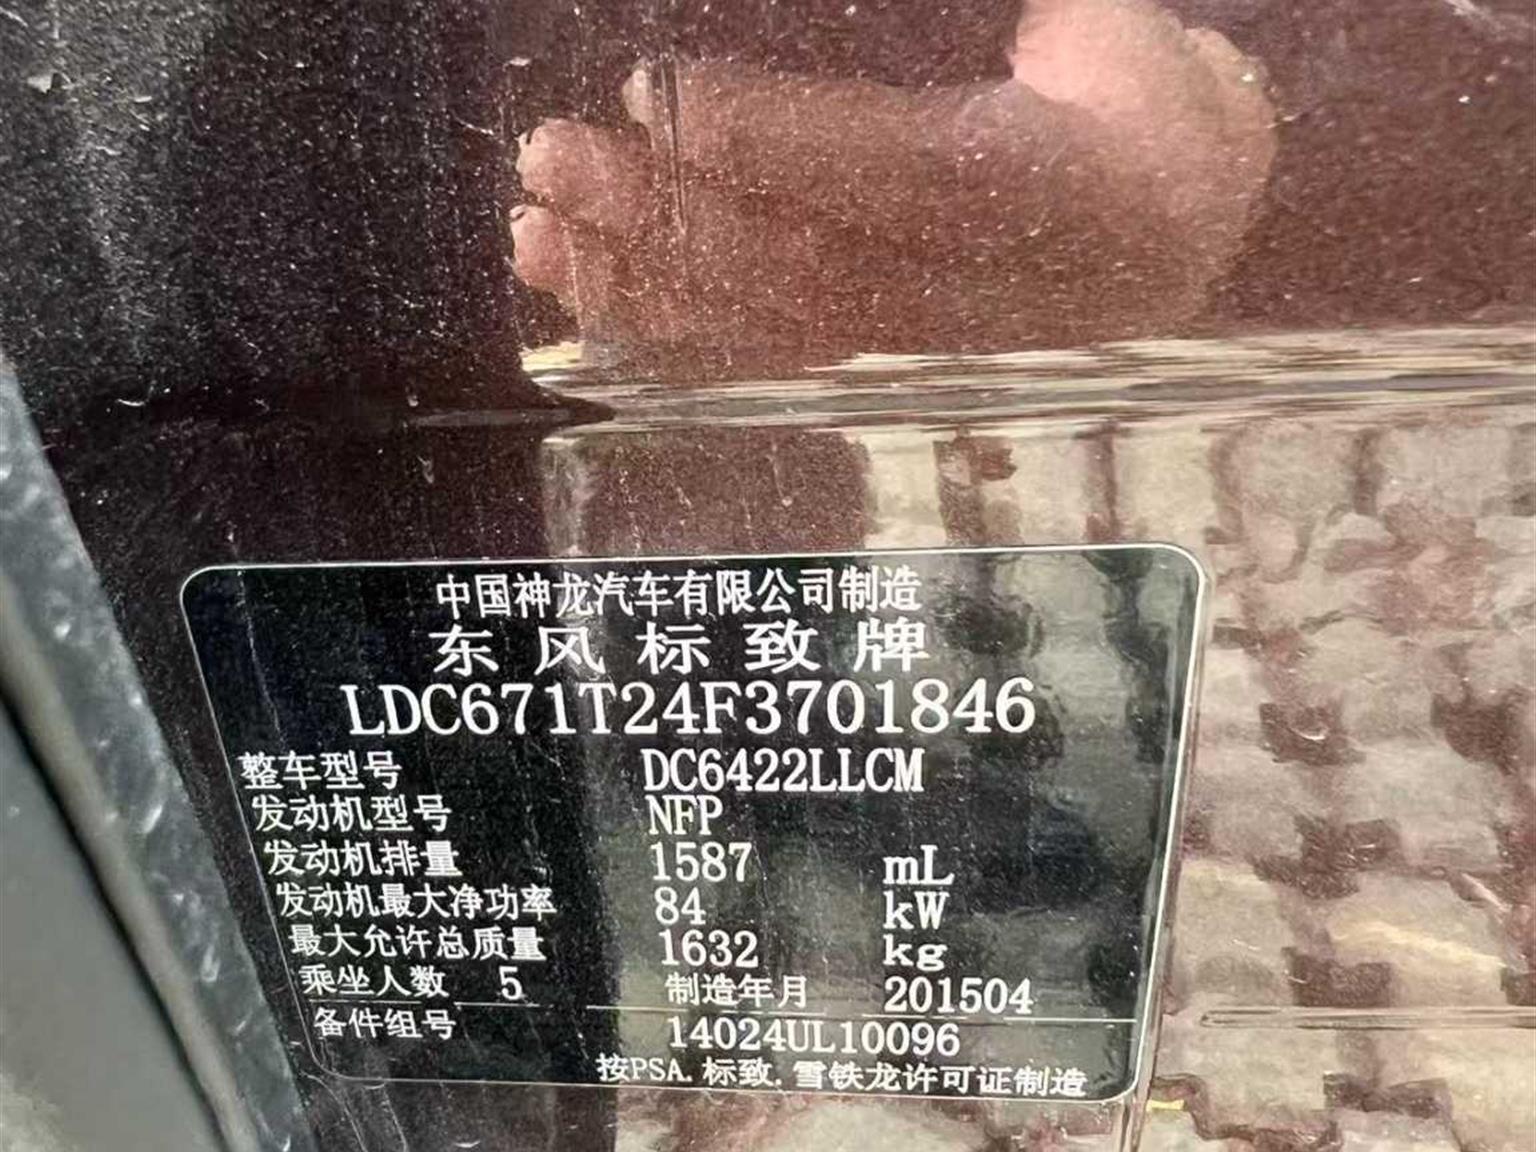 中国神龙汽车有限公司制造
东风标致牌
LDC671T24F3701846
整车型号 DC6422LLCM
发动机型号 NFP
发动机排量 1587 mL
发动机最大净功率 84 kW
最大允许总质量 1632 kg
乘坐人数 5 制造年月 201504
备件组号 14024UL10096
按PSA.标致.雪铁龙许可证制造